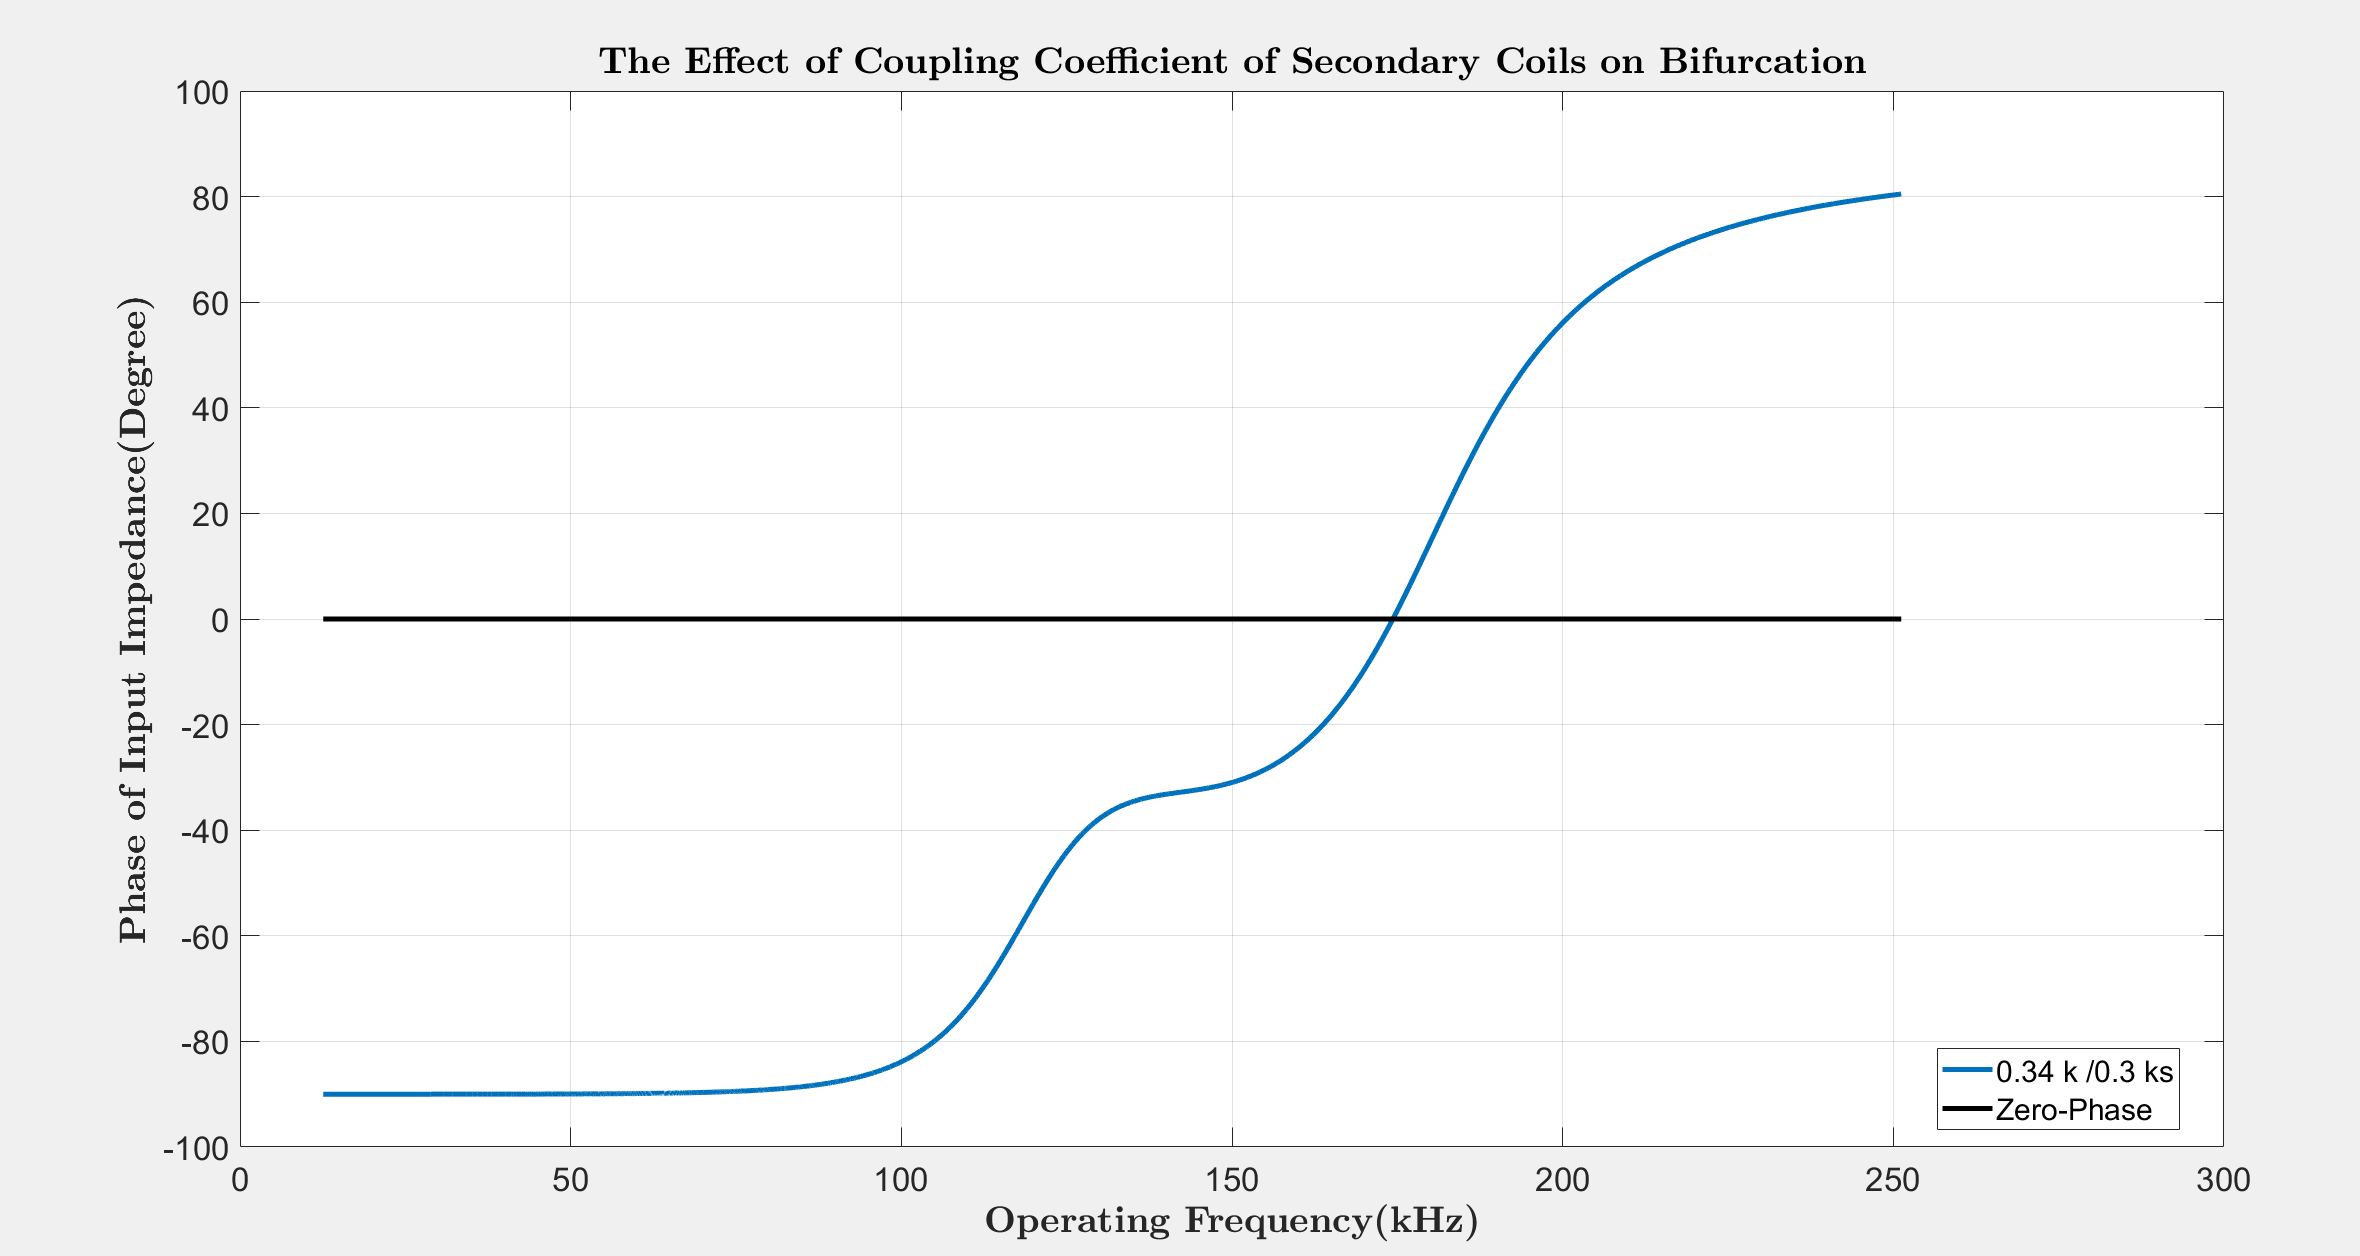 The Effect of Coupling Coefficient of Secondary Coils on Bifurcation
100
80
60
40
20
0
-20
-40
-60
-80
-100
Phase of Input Impedance(Degree)
0 50 100 150 200 250 300
Operating Frequency(kHz)
0.34 k /0.3 ks
Zero-Phase